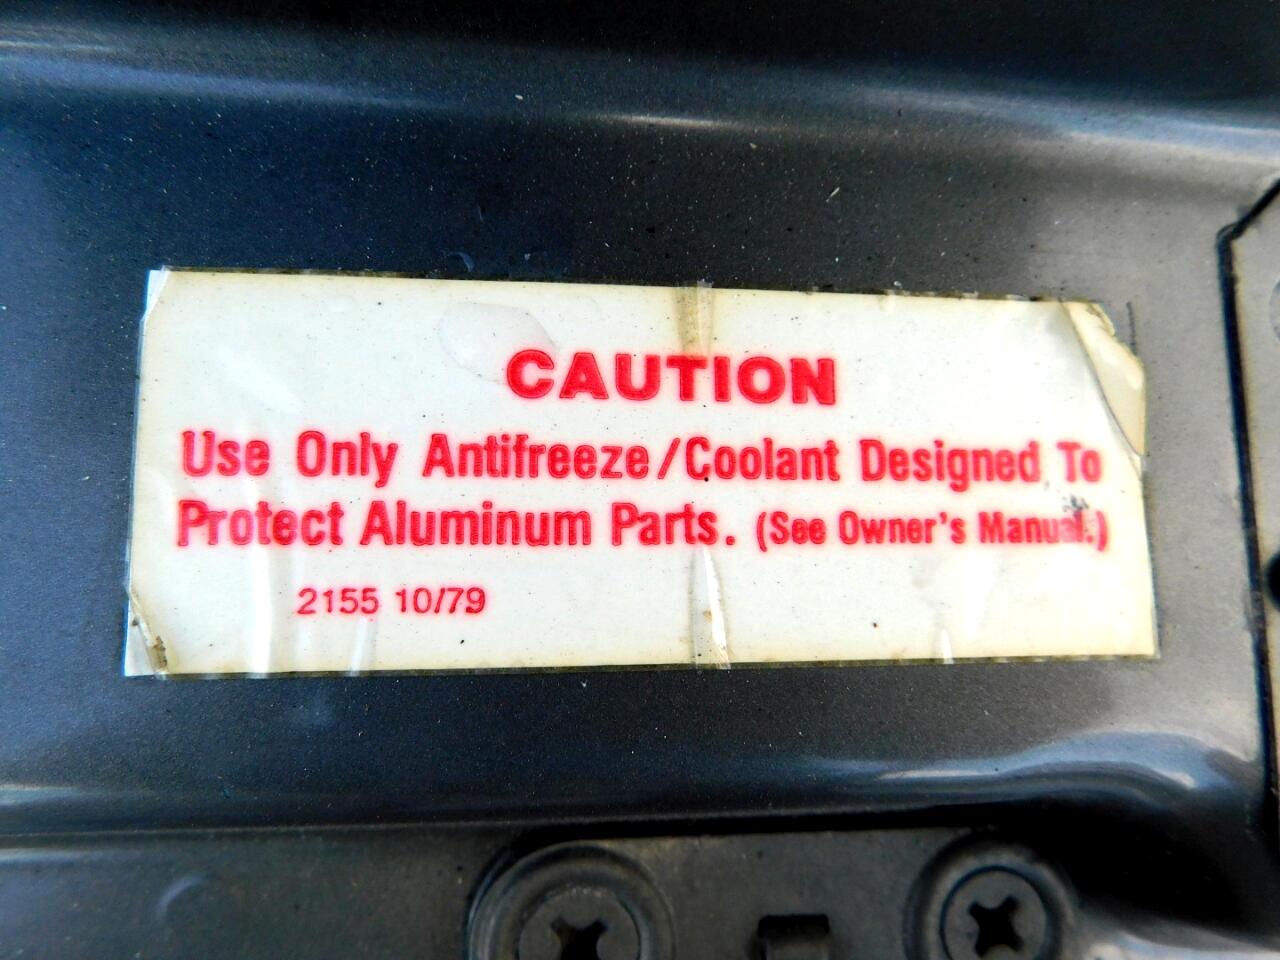 CAUTION
Use Only Antifreeze/Coolant Designed To
Protect Aluminum Parts. (See Owner's Manual.)
2155 10/79